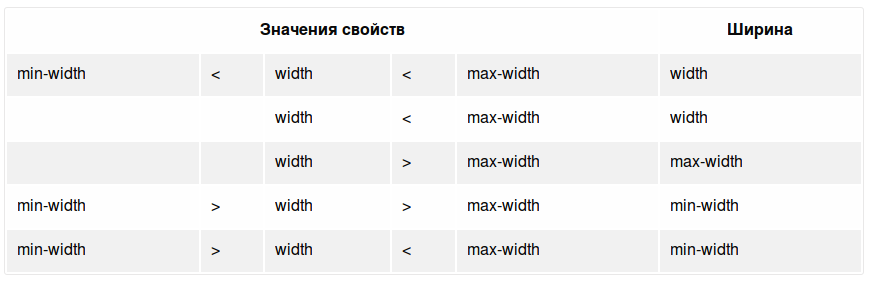 Значения свойств Ширина
min-width < width < max-width width
width < max-width width
width > max-width max-width
min-width > width > max-width min-width
min-width > width < max-width min-width